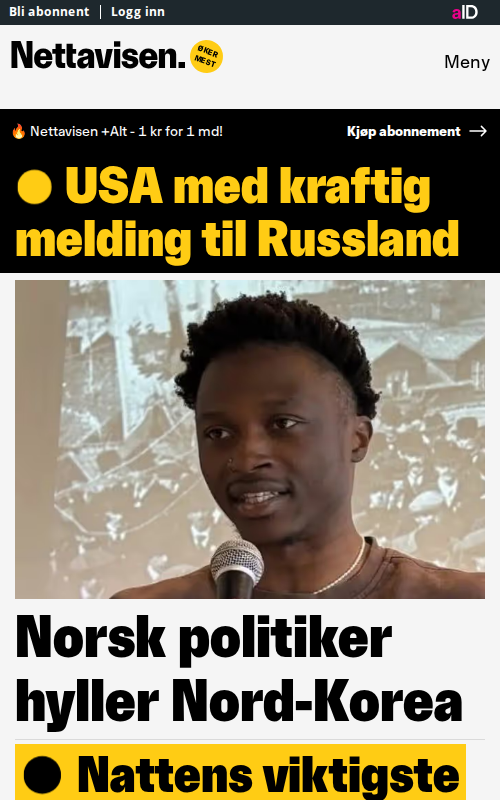 Bli abonnent | Logg inn
aID
Nettavisen.
ØKER
MEST
Meny
🔥 Nettavisen +Alt - 1 kr for 1 md!
Kjøp abonnement →
USA med kraftig
melding til Russland
Norsk politiker
hyller Nord-Korea
Nattens viktigste